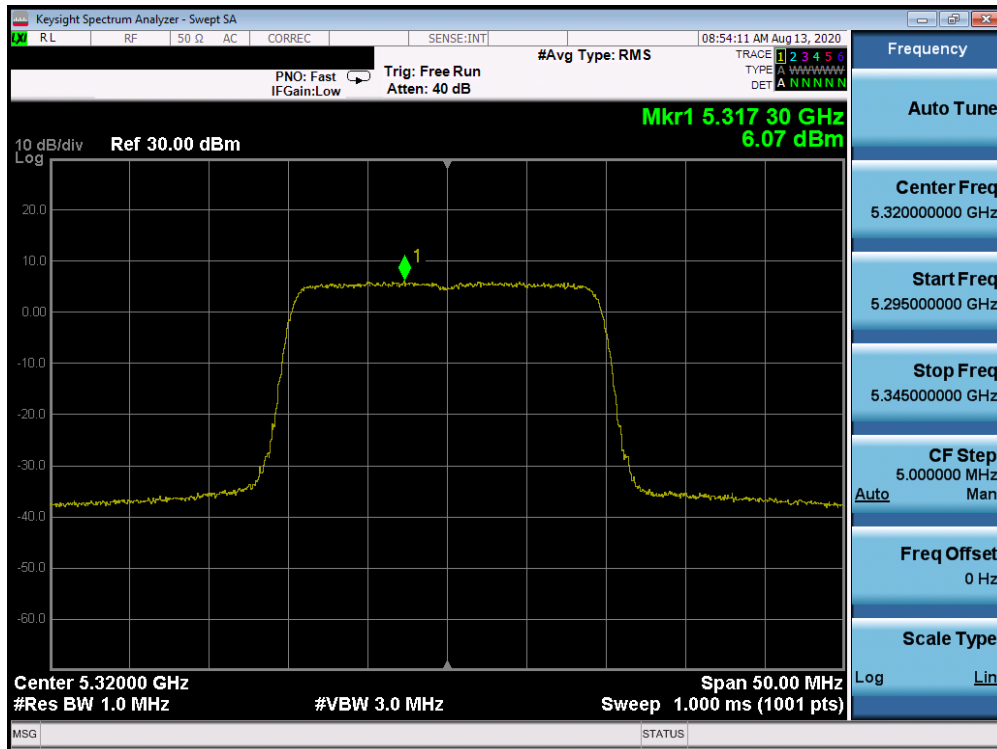 Keysight Spectrum Analyzer - Swept SA
LXI RL RF 50 Ω AC CORREC SENSE:INT 08:54:11 AM Aug 13, 2020
PNO: Fast
IFGain:Low
Trig: Free Run
Atten: 40 dB
#Avg Type: RMS
TRACE 1 2 3 4 5 6
TYPE A WWWWW
DET A N N N N N
Mkr1 5.317 30 GHz
6.07 dBm
10 dB/div
Log
Ref 30.00 dBm
20.0
10.0
0.00
-10.0
-20.0
-30.0
-40.0
-50.0
-60.0
1
Center 5.32000 GHz
#Res BW 1.0 MHz
#VBW 3.0 MHz
Span 50.00 MHz
Sweep 1.000 ms (1001 pts)
MSG
STATUS
Frequency
Auto Tune
Center Freq
5.320000000 GHz
Start Freq
5.295000000 GHz
Stop Freq
5.345000000 GHz
CF Step
5.000000 MHz
Auto Man
Freq Offset
0 Hz
Scale Type
Log Lin